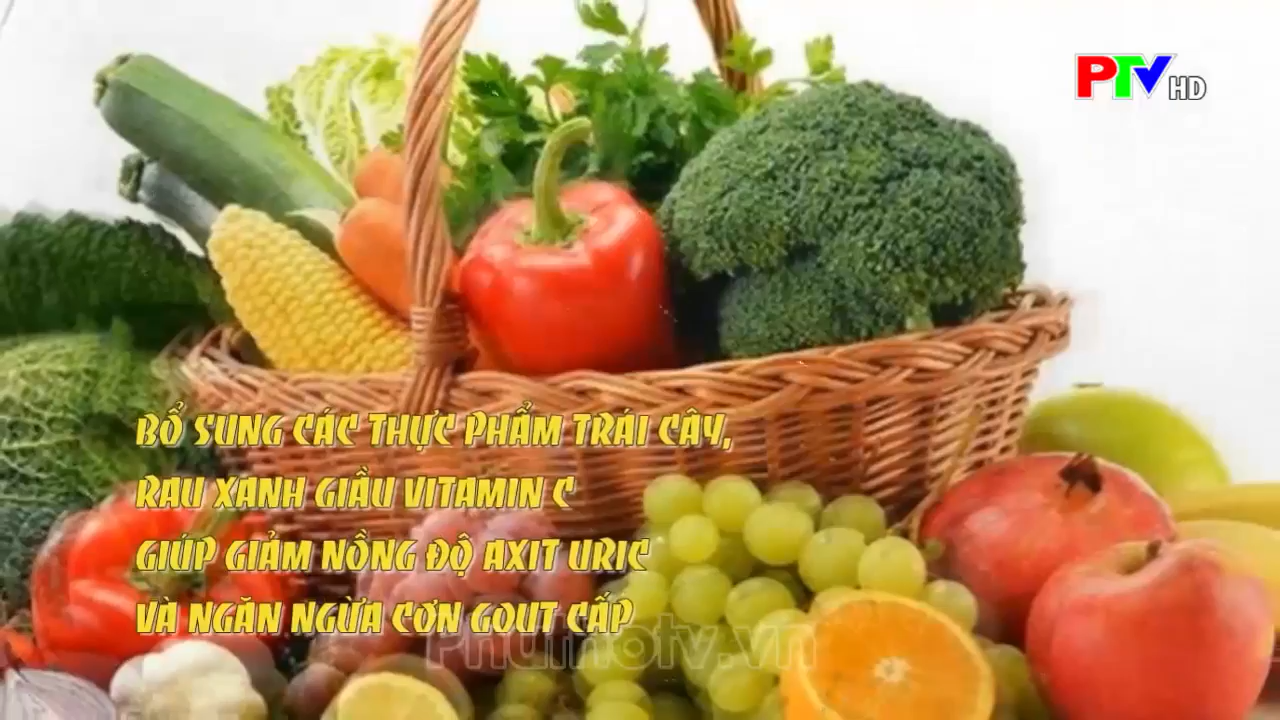 PTV HD
BỔ SUNG CÁC THỰC PHẨM TRÁI CÂY,
RAU XANH GIẦU VITAMIN C
GIÚP GIẢM NỒNG ĐỘ AXIT URIC
VÀ NGĂN NGỪA CƠN GOUT CẤP
Phuthotv.vn